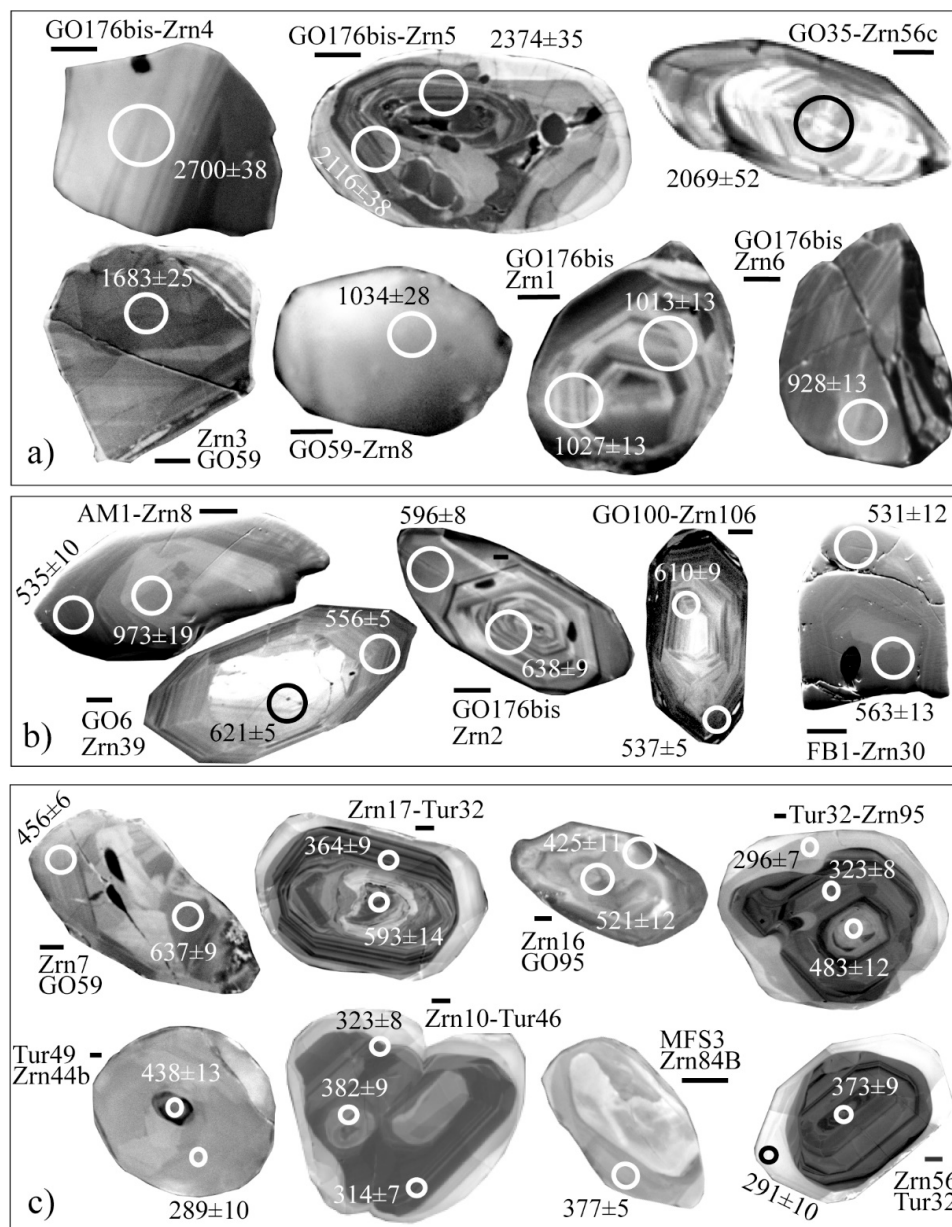 GO176bis-Zrn4
2700±38
GO176bis-Zrn5
2374±35
2116±38
GO35-Zrn56c
2069±52
1683±25
Zrn3
GO59
1034±28
GO59-Zrn8
GO176bis
Zrn1
1013±13
1027±13
GO176bis
Zrn6
928±13
a)
AM1-Zrn8
535±10
973±19
GO6
Zrn39
621±5
556±5
596±8
638±9
GO176bis
Zrn2
GO100-Zrn106
610±9
537±5
531±12
563±13
FB1-Zrn30
b)
456±6
637±9
Zrn7
GO59
Zrn17-Tur32
364±9
593±14
425±11
521±12
Zrn16
GO95
Tur32-Zrn95
296±7
323±8
483±12
Tur49
Zrn44b
438±13
289±10
323±8
Zrn10-Tur46
382±9
314±7
MFS3
Zrn84B
377±5
373±9
291±10
Zrn56
Tur32
c)